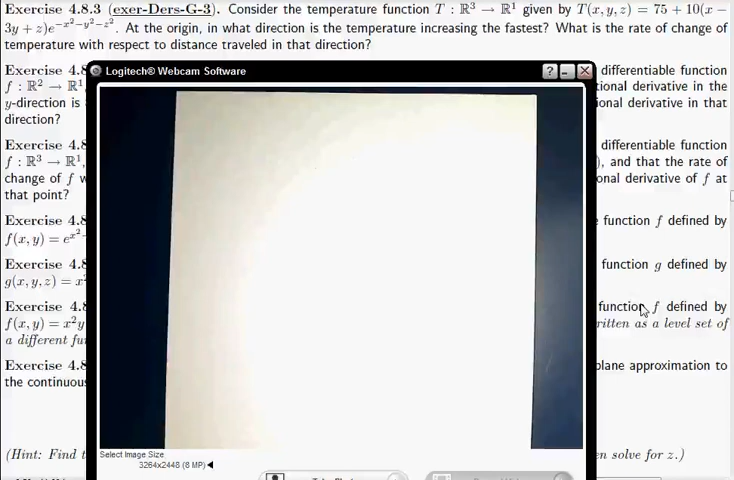 Exercise 4.8.3 (exer-Ders-G-3). Consider the temperature function T : ℝ³ → ℝ¹ given by T(x, y, z) = 75 + 10(x −
3y + z)e^{−x²−y²−z²}. At the origin, in what direction is the temperature increasing the fastest? What is the rate of change of
temperature with respect to distance traveled in that direction?
Exercise 4.8 differentiable function
f : ℝ² → ℝ¹ tional derivative in the
y-direction is ional derivative in that
direction?
Exercise 4.8 differentiable function
f : ℝ³ → ℝ¹, ), and that the rate of
change of f w onal derivative of f at
that point?
Exercise 4.8 function f defined by
f(x, y) = e^{x²
Exercise 4.8 function g defined by
g(x, y, z) = x
Exercise 4.8 function f defined by
f(x, y) = x²y ritten as a level set of
a different fu
Exercise 4.8 plane approximation to
the continuous
(Hint: Find t en solve for z.)
Logitech® Webcam Software
? – X
Select Image Size
3264x2448 (8 MP)